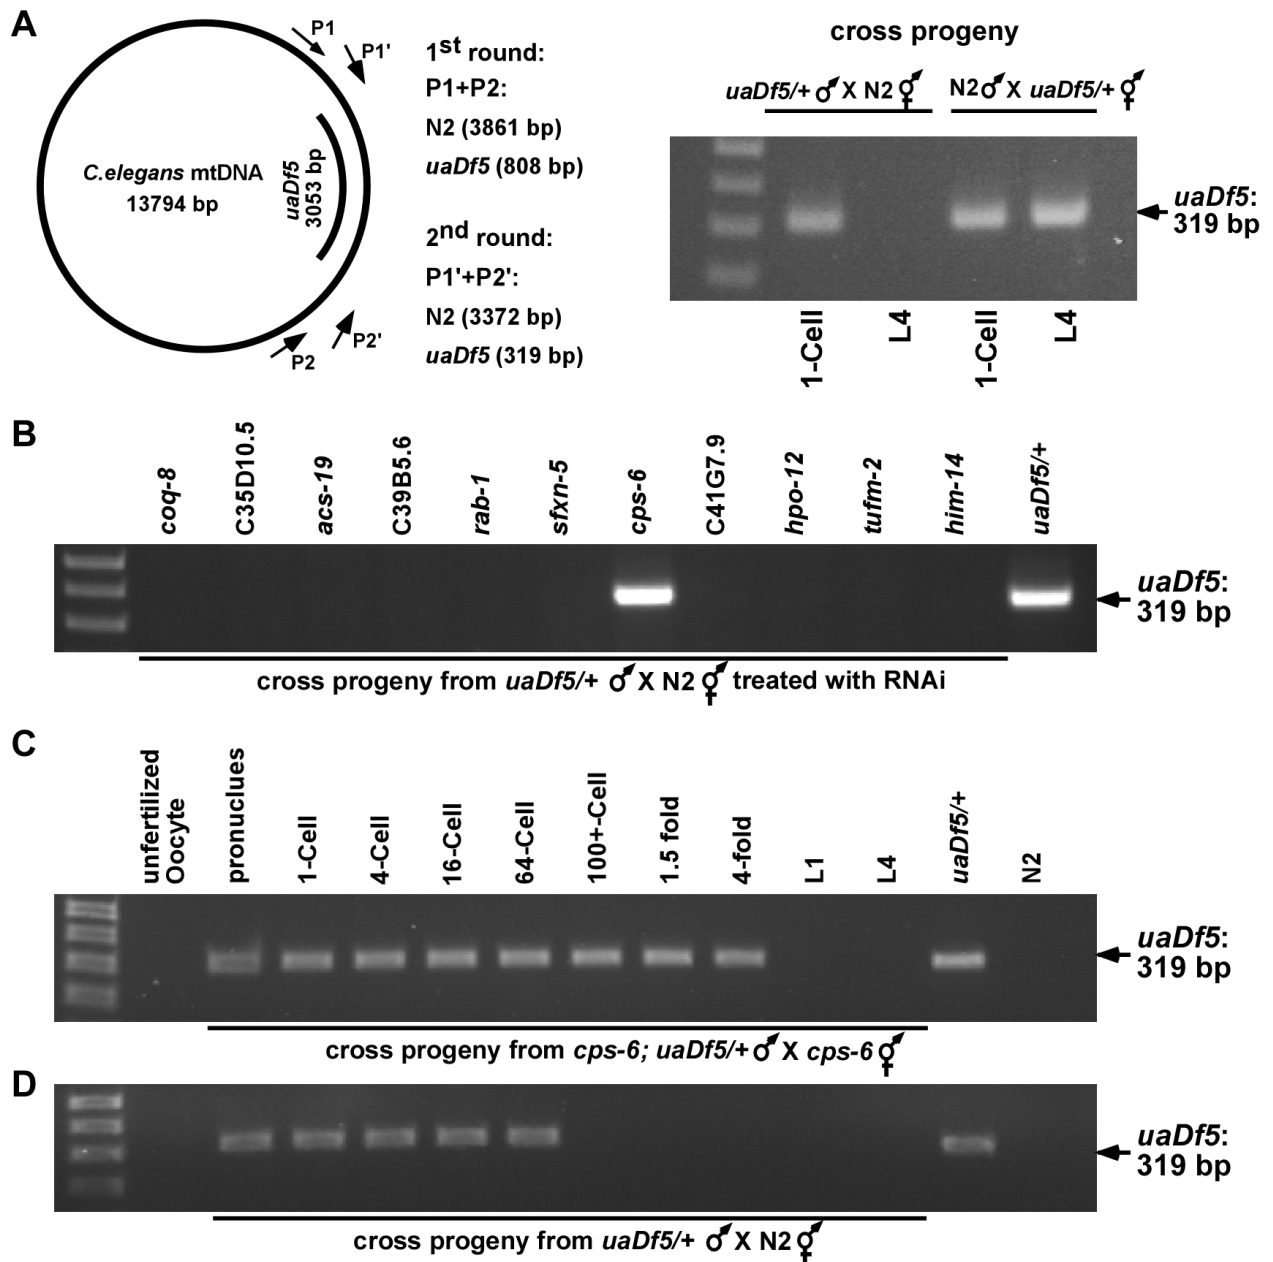 A
P1
P1'
C.elegans mtDNA
13794 bp
uaDf5
3053 bp
P2
P2'
1st round:
P1+P2:
N2 (3861 bp)
uaDf5 (808 bp)
2nd round:
P1'+P2':
N2 (3372 bp)
uaDf5 (319 bp)
cross progeny
uaDf5/+ ♂ X N2 ⚥
N2 ♂ X uaDf5/+ ⚥
uaDf5:
319 bp
1-Cell
L4
1-Cell
L4
B
coq-8
C35D10.5
acs-19
C39B5.6
rab-1
sfxn-5
cps-6
C41G7.9
hpo-12
tufm-2
him-14
uaDf5/+
uaDf5:
319 bp
cross progeny from uaDf5/+ ♂ X N2 ⚥ treated with RNAi
C
unfertilized
Oocyte
pronuclues
1-Cell
4-Cell
16-Cell
64-Cell
100+-Cell
1.5 fold
4-fold
L1
L4
uaDf5/+
N2
uaDf5:
319 bp
cross progeny from cps-6; uaDf5/+ ♂ X cps-6 ⚥
D
uaDf5:
319 bp
cross progeny from uaDf5/+ ♂ X N2 ⚥